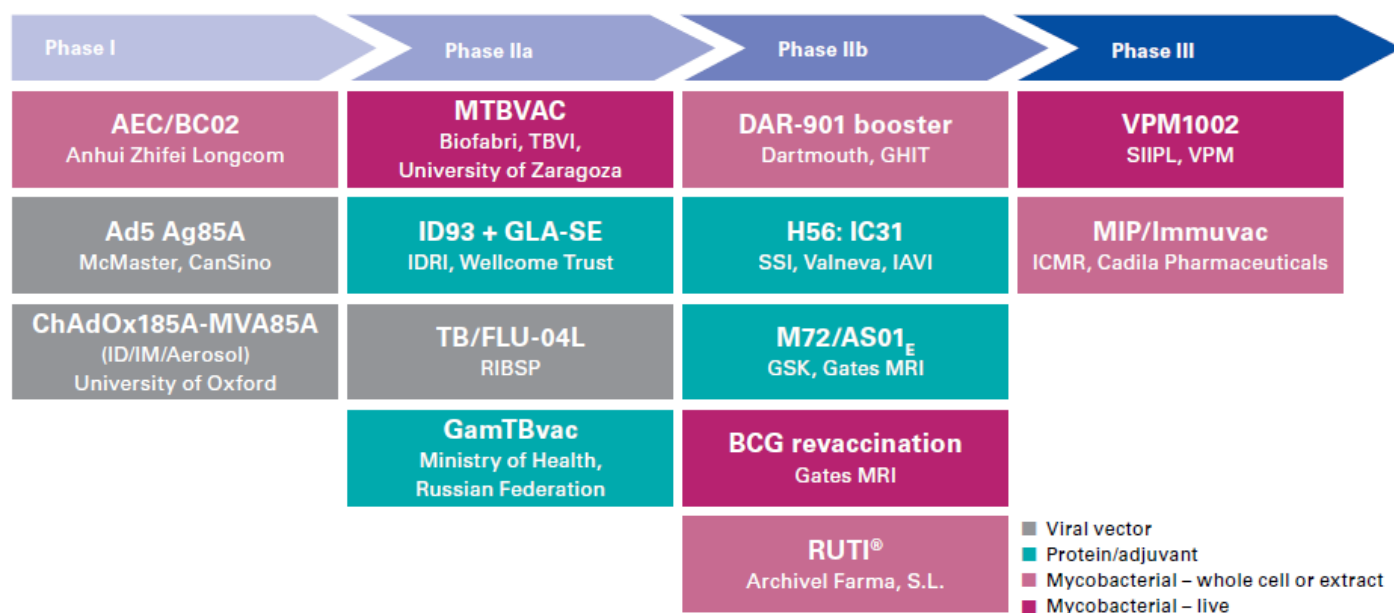 Phase I
Phase IIa
Phase IIb
Phase III
AEC/BC02
Anhui Zhifei Longcom
MTBVAC
Biofabri, TBVI,
University of Zaragoza
DAR-901 booster
Dartmouth, GHIT
VPM1002
SIIPL, VPM
Ad5 Ag85A
McMaster, CanSino
ID93 + GLA-SE
IDRI, Wellcome Trust
H56: IC31
SSI, Valneva, IAVI
MIP/Immuvac
ICMR, Cadila Pharmaceuticals
ChAdOx185A-MVA85A
(ID/IM/Aerosol)
University of Oxford
TB/FLU-04L
RIBSP
M72/AS01E
GSK, Gates MRI
GamTBvac
Ministry of Health,
Russian Federation
BCG revaccination
Gates MRI
RUTI®
Archivel Farma, S.L.
Viral vector
Protein/adjuvant
Mycobacterial – whole cell or extract
Mycobacterial – live